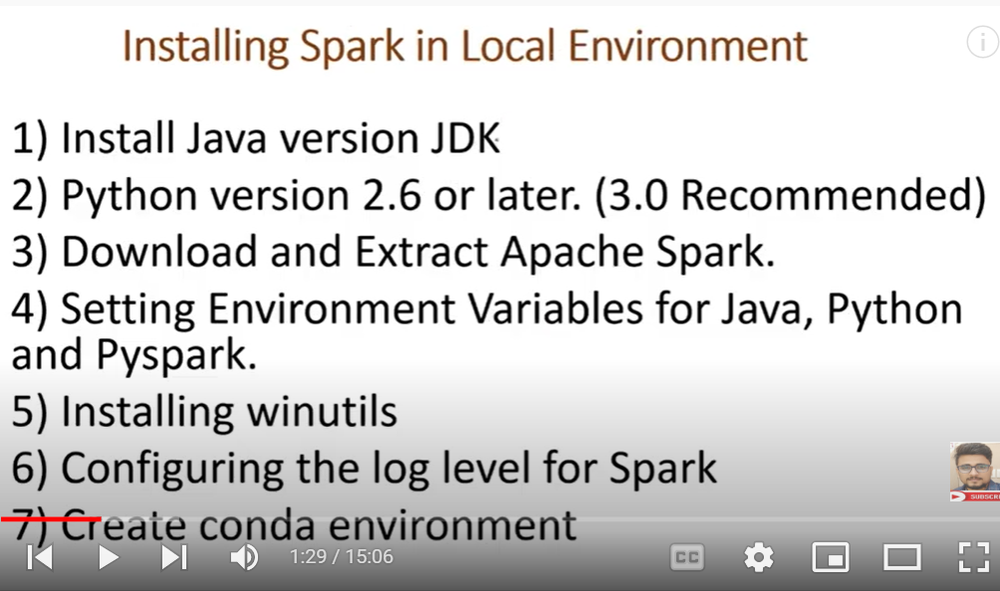 Installing Spark in Local Environment
1) Install Java version JDK
2) Python version 2.6 or later. (3.0 Recommended)
3) Download and Extract Apache Spark.
4) Setting Environment Variables for Java, Python
and Pyspark.
5) Installing winutils
6) Configuring the log level for Spark
SUBSCRI
7) Create conda environment
1:29 / 15:06
CC